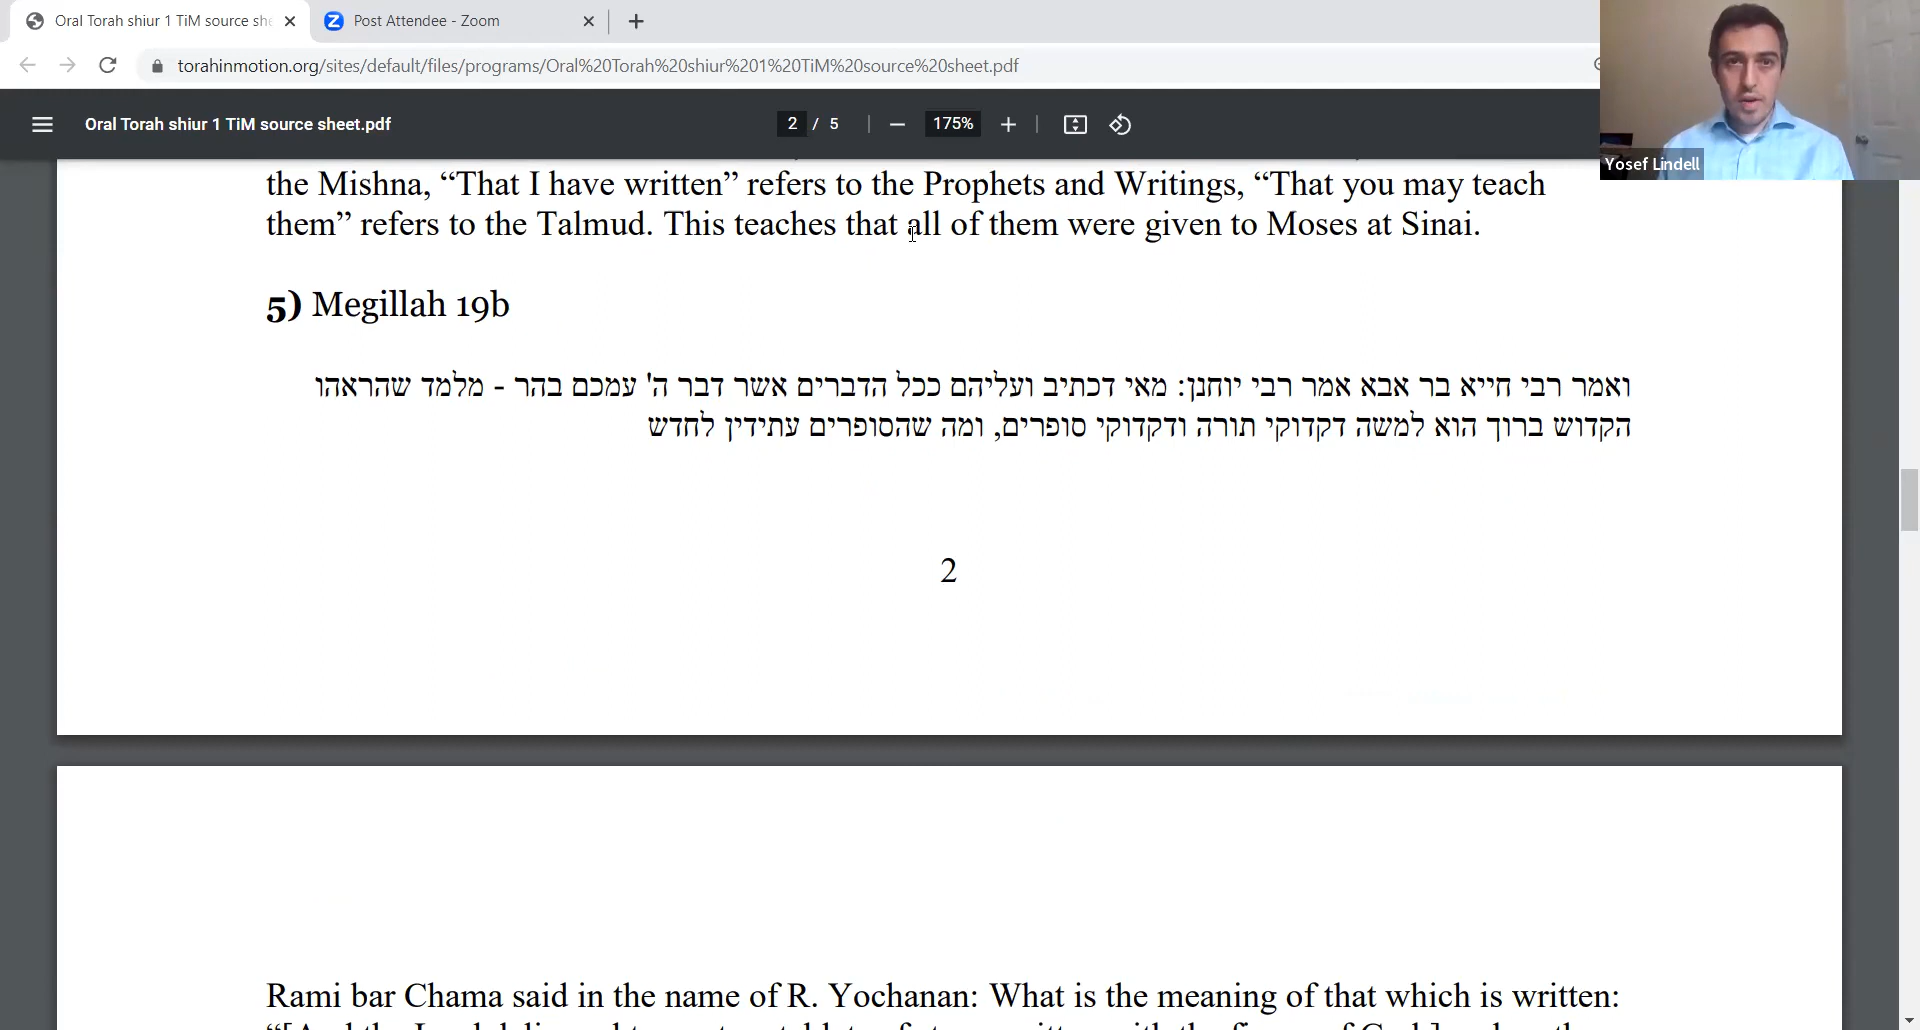 Oral Torah shiur 1 TiM source she
Post Attendee - Zoom
torahinmotion.org/sites/default/files/programs/Oral%20Torah%20shiur%201%20TiM%20source%20sheet.pdf
Oral Torah shiur 1 TiM source sheet.pdf
2 / 5
175%
Yosef Lindell
the Mishna, “That I have written” refers to the Prophets and Writings, “That you may teach
them” refers to the Talmud. This teaches that all of them were given to Moses at Sinai.
5) Megillah 19b
ואמר רבי חייא בר אבא אמר רבי יוחנן: מאי דכתיב ועליהם ככל הדברים אשר דבר ה' עמכם בהר - מלמד שהראהו
הקדוש ברוך הוא למשה דקדוקי תורה ודקדוקי סופרים, ומה שהסופרים עתידין לחדש
2
Rami bar Chama said in the name of R. Yochanan: What is the meaning of that which is written: